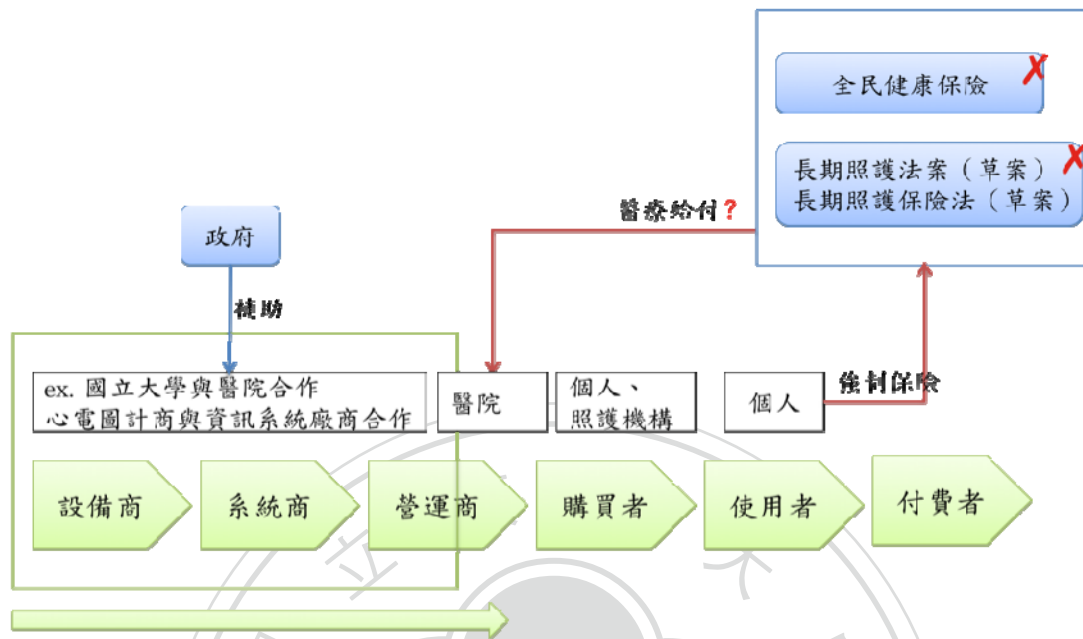 全民健康保險
長期照護法案（草案）
長期照護保險法（草案）
醫療給付？
政府
補助
ex. 國立大學與醫院合作
心電圖計商與資訊系統廠商合作
醫院
個人、
照護機構
個人
強制保險
設備商
系統商
營運商
購買者
使用者
付費者
立
大